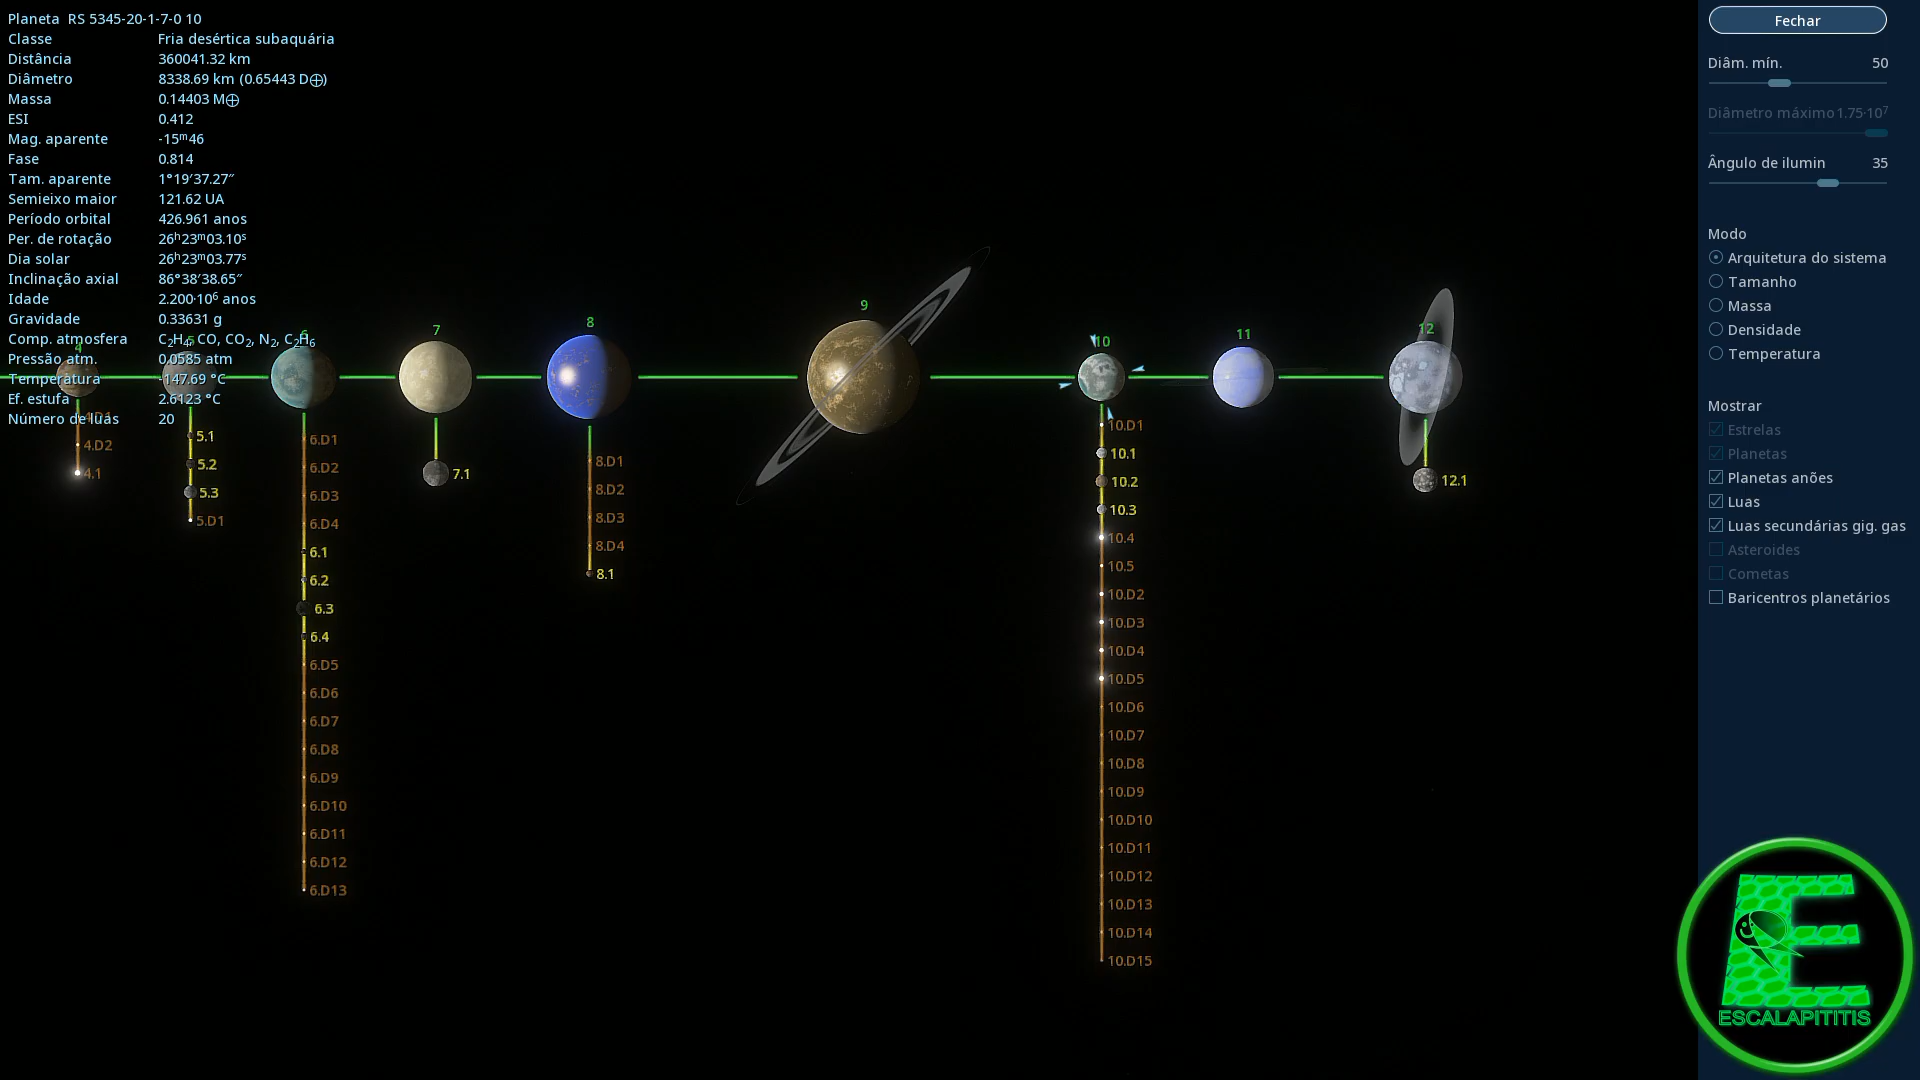 Planeta RS 5345-20-1-7-0 10
Classe Fria desértica subaquária
Distância 360041.32 km
Diâmetro 8338.69 km (0.65443 D⊕)
Massa 0.14403 M⊕
ESI 0.412
Mag. aparente -15ᵐ46
Fase 0.814
Tam. aparente 1°19′37.27″
Semieixo maior 121.62 UA
Período orbital 426.961 anos
Per. de rotação 26ʰ23ᵐ03.10ˢ
Dia solar 26ʰ23ᵐ03.77ˢ
Inclinação axial 86°38′38.65″
Idade 2.200·10⁶ anos
Gravidade 0.33631 g
Comp. atmosfera C₂H₄, CO, CO₂, N₂, C₂H₆
Pressão atm. 0.0585 atm
Temperatura -147.69 °C
Ef. estufa 2.6123 °C
Número de luas 20
4
4.D1
4.D2
4.1
5
5.1
5.2
5.3
5.D1
6
6.D1
6.D2
6.D3
6.D4
6.1
6.2
6.3
6.4
6.D5
6.D6
6.D7
6.D8
6.D9
6.D10
6.D11
6.D12
6.D13
7
7.1
8
8.D1
8.D2
8.D3
8.D4
8.1
9
10
10.D1
10.1
10.2
10.3
10.4
10.5
10.D2
10.D3
10.D4
10.D5
10.D6
10.D7
10.D8
10.D9
10.D10
10.D11
10.D12
10.D13
10.D14
10.D15
11
12
12.1
Fechar
Diâm. mín. 50
Diâmetro máximo 1.75·10⁷
Ângulo de ilumin 35
Modo
Arquitetura do sistema
Tamanho
Massa
Densidade
Temperatura
Mostrar
Estrelas
Planetas
Planetas anões
Luas
Luas secundárias gig. gas
Asteroides
Cometas
Baricentros planetários
E
ESCALAPITITIS